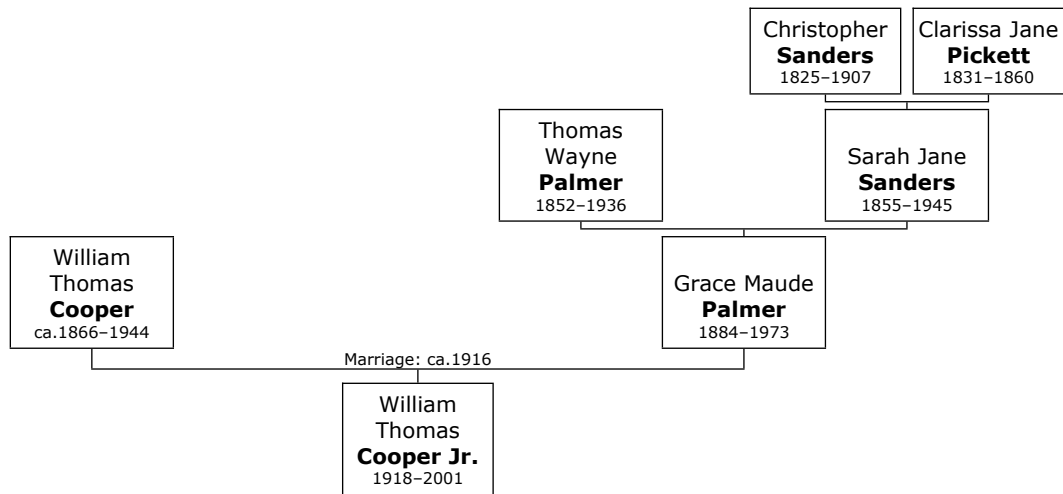 Christopher
Sanders
1825–1907
Clarissa Jane
Pickett
1831–1860
Thomas
Wayne
Palmer
1852–1936
Sarah Jane
Sanders
1855–1945
William
Thomas
Cooper
ca.1866–1944
Grace Maude
Palmer
1884–1973
Marriage: ca.1916
William
Thomas
Cooper Jr.
1918–2001